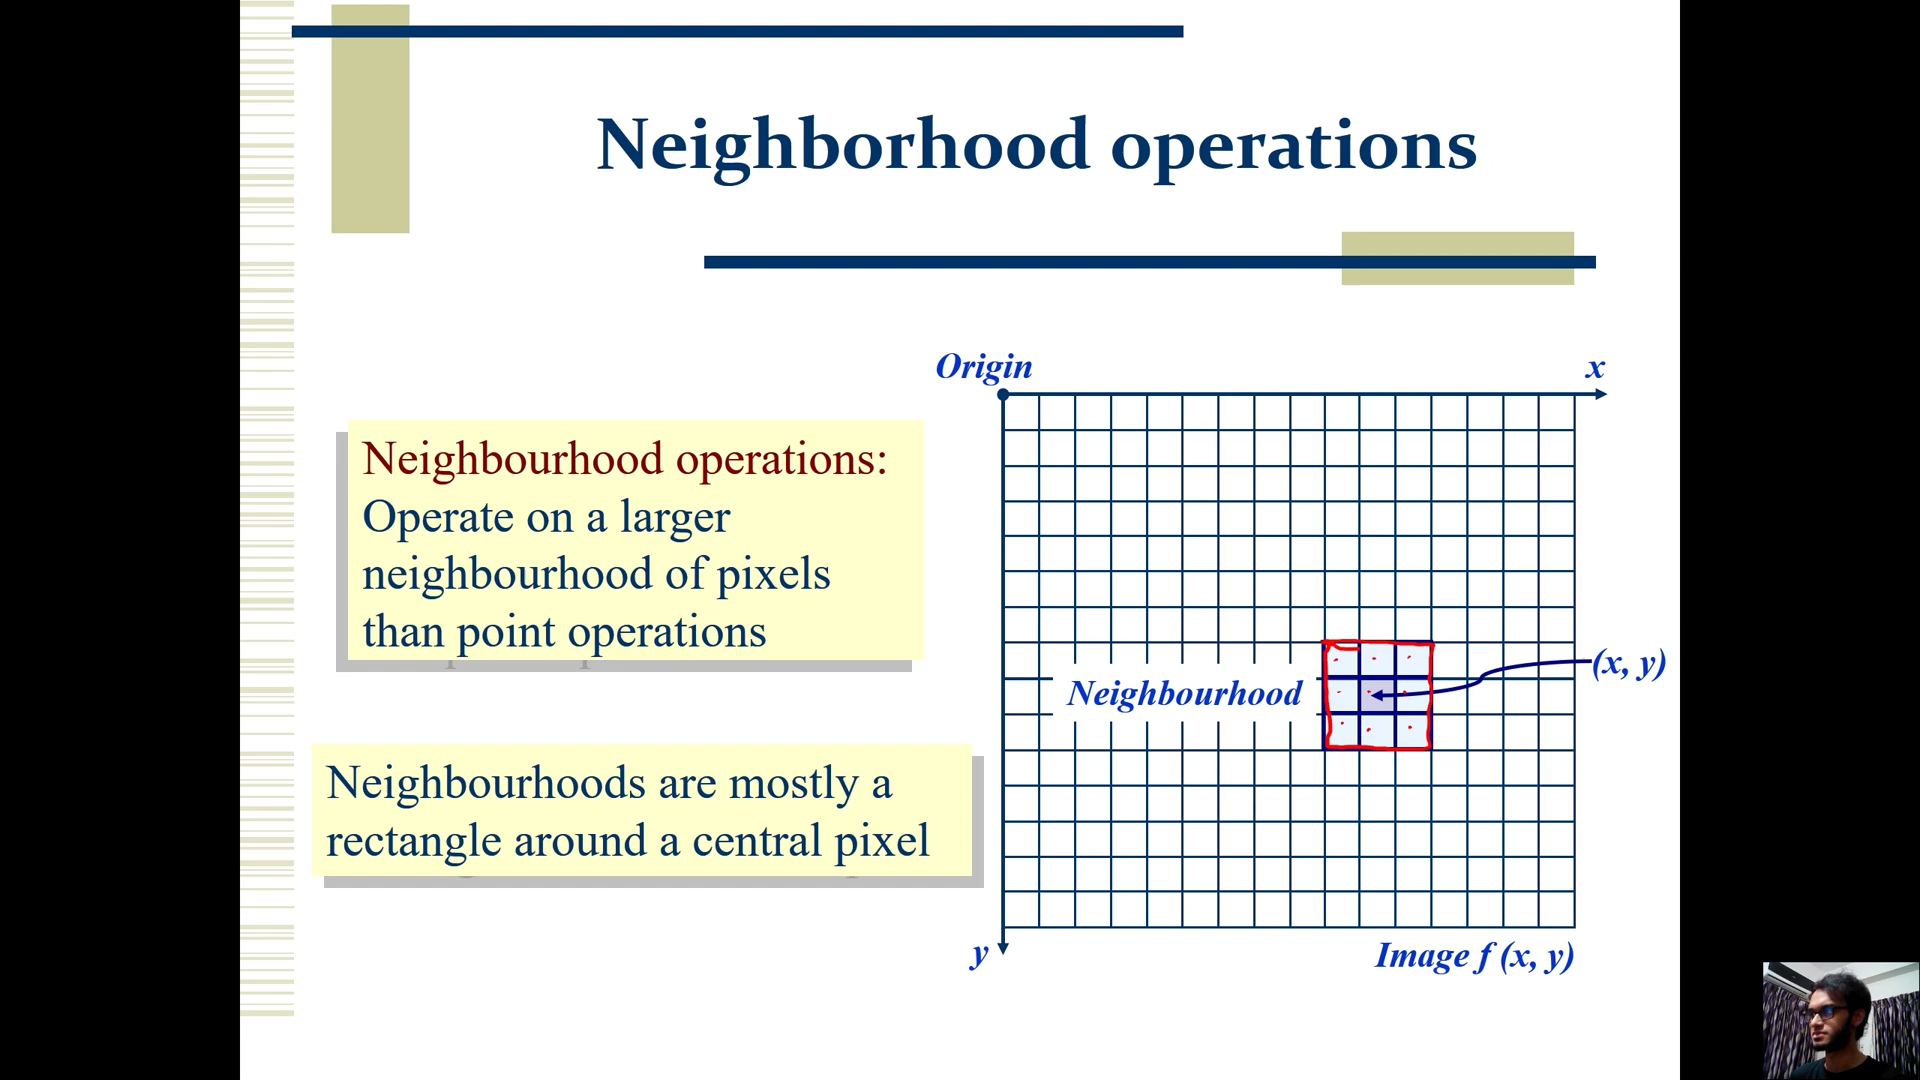 Neighborhood operations
Neighbourhood operations:
Operate on a larger
neighbourhood of pixels
than point operations
Neighbourhoods are mostly a
rectangle around a central pixel
Origin
x
(x, y)
Neighbourhood
y
Image f (x, y)